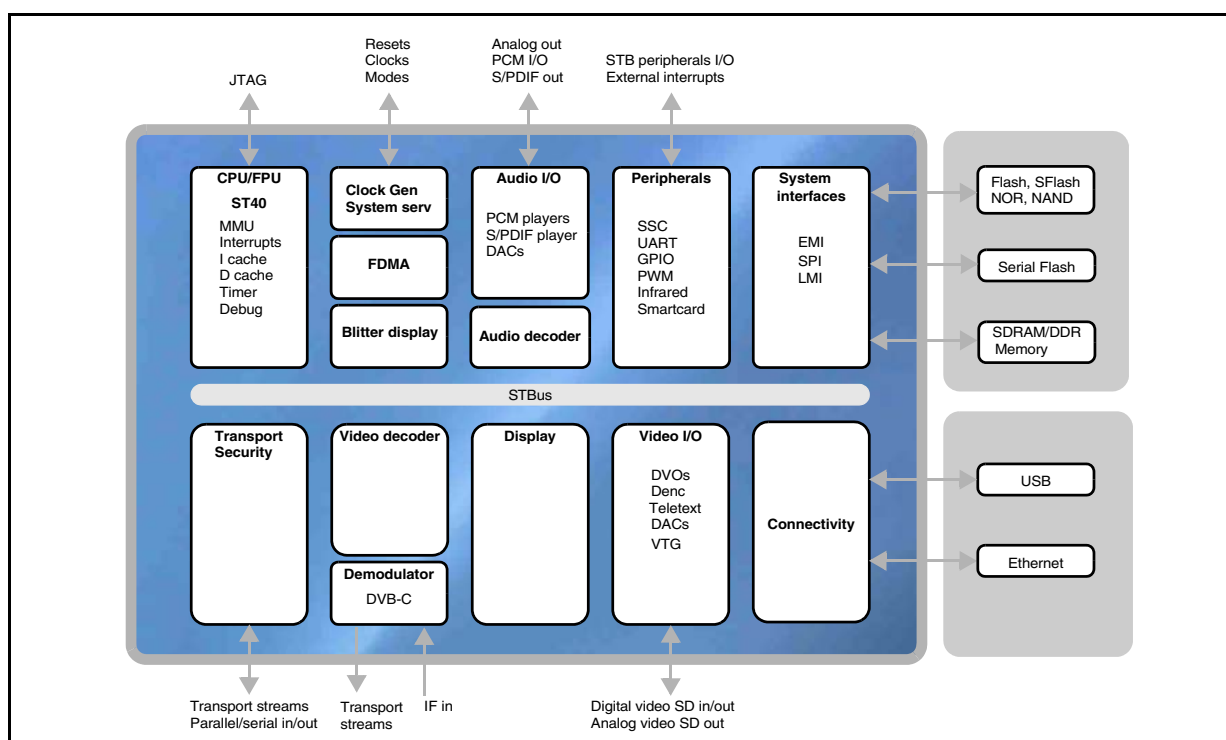 Resets
Clocks
Modes
Analog out
PCM I/O
S/PDIF out
STB peripherals I/O
External interrupts
JTAG
CPU/FPU
ST40
MMU
Interrupts
I cache
D cache
Timer
Debug
Clock Gen
System serv
FDMA
Blitter display
Audio I/O
PCM players
S/PDIF player
DACs
Audio decoder
Peripherals
SSC
UART
GPIO
PWM
Infrared
Smartcard
System
interfaces
EMI
SPI
LMI
Flash, SFlash
NOR, NAND
Serial Flash
SDRAM/DDR
Memory
STBus
Transport
Security
Video decoder
Demodulator
DVB-C
Display
Video I/O
DVOs
Denc
Teletext
DACs
VTG
Connectivity
USB
Ethernet
Transport streams
Parallel/serial in/out
Transport
streams
IF in
Digital video SD in/out
Analog video SD out